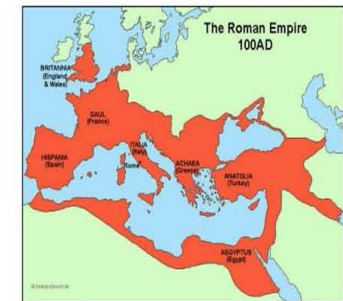 The Roman Empire
100AD
BRITANNIA
(England
& Wales)
GAUL
(France)
ITALIA
(Italy)
Rome
HISPANIA
(Spain)
ACHAEA
(Greece)
ANATOLIA
(Turkey)
AEGYPTUS
(Egypt)